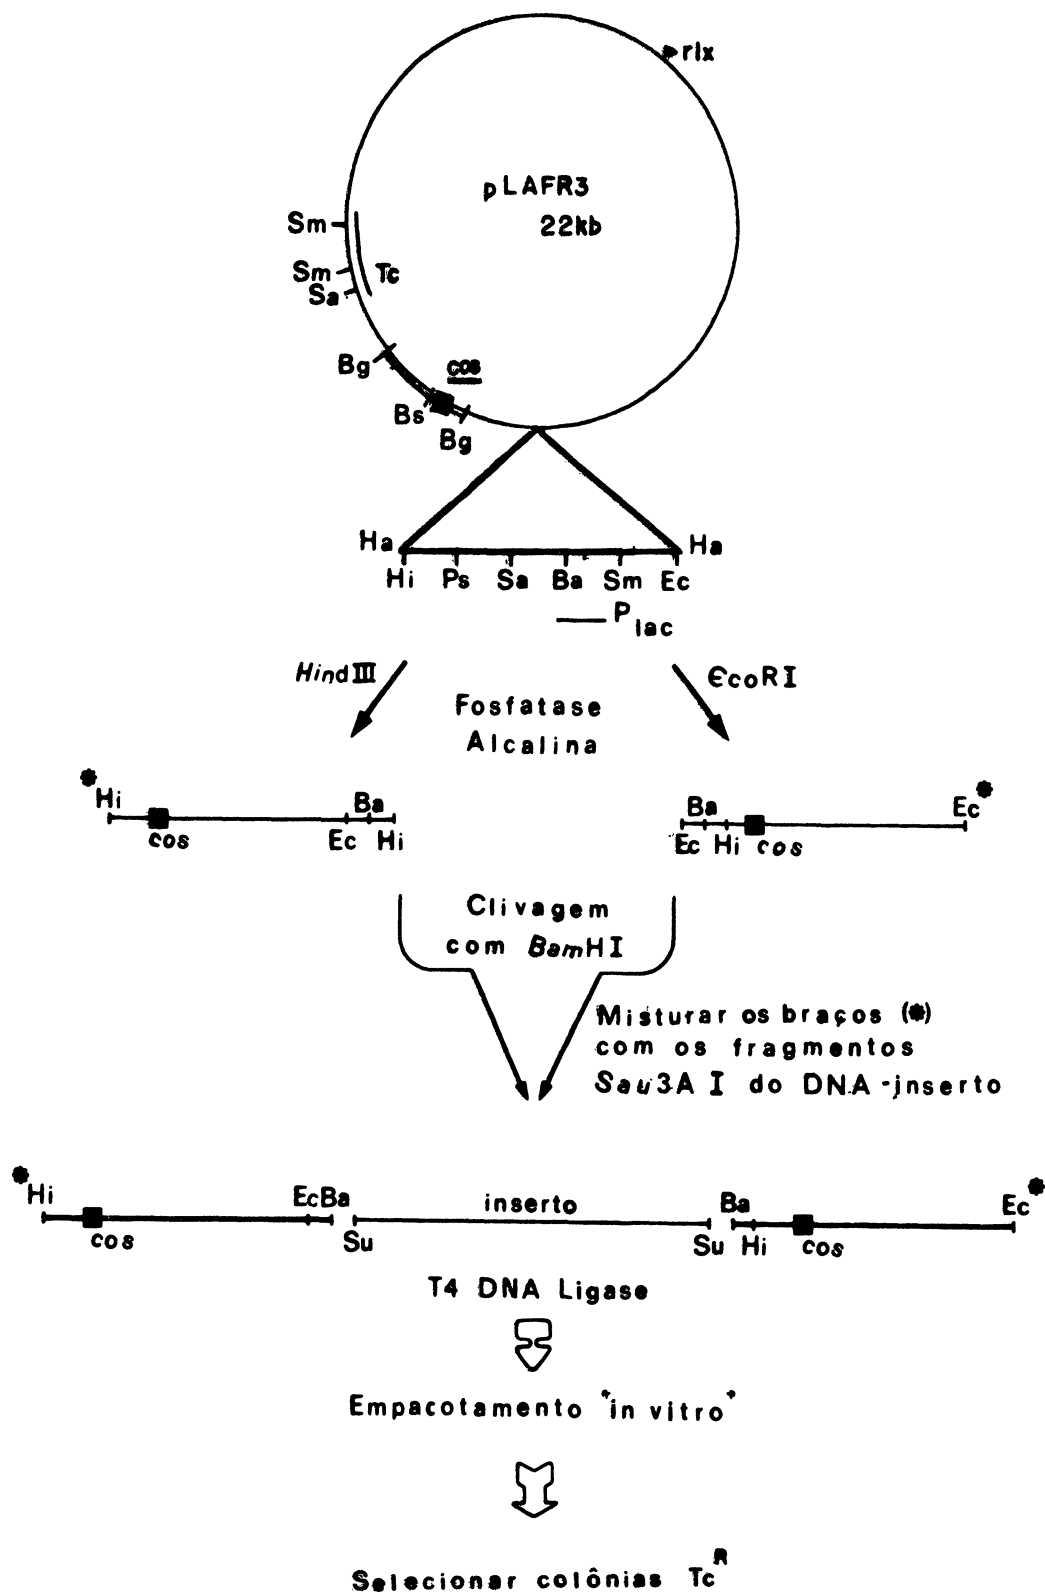 rlx
pLAFR3
22kb
Sm
Sm
Tc
Sa
Bg
cos
Bs
Bg
Ha
Ha
Hi Ps Sa Ba Sm Ec
P lac
HindIII
EcoRI
Fosfatase
Alcalina
*
Hi
Ba
cos
Ec Hi
Ba
Ec*
Ec Hi cos
Clivagem
com BamHI
Misturar os braços (*)
com os fragmentos
Sau3A I do DNA-inserto
*
Hi
EcBa
inserto
Ba
Ec*
cos
Su
Su Hi cos
T4 DNA Ligase
Empacotamento "in vitro"
Selecionar colônias Tc^R